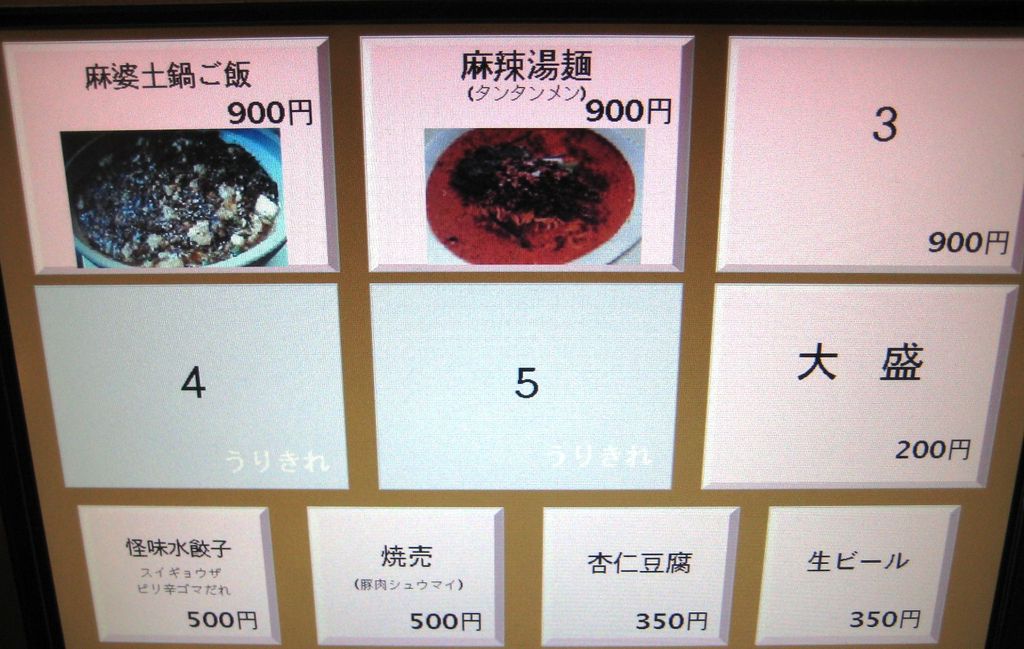 麻婆土鍋ご飯
900円
麻辣湯麺
(タンタンメン)
900円
3
900円
4
うりきれ
5
うりきれ
大 盛
200円
怪味水餃子
スイギョウザ
ピリ辛ゴマだれ
500円
焼売
(豚肉シュウマイ)
500円
杏仁豆腐
350円
生ビール
350円